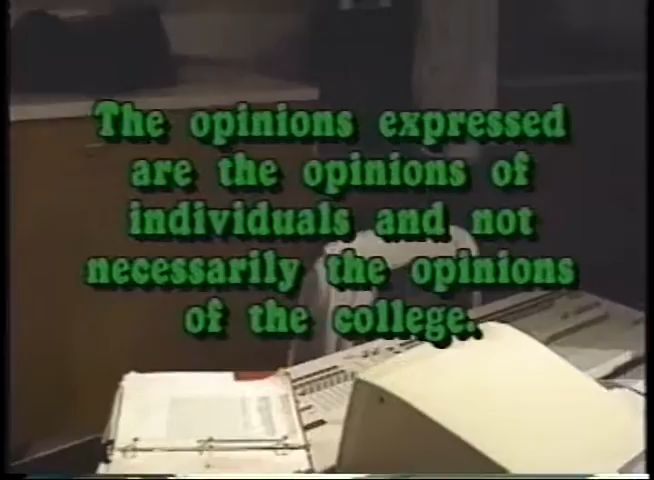 The opinions expressed
are the opinions of
individuals and not
necessarily the opinions
of the college.